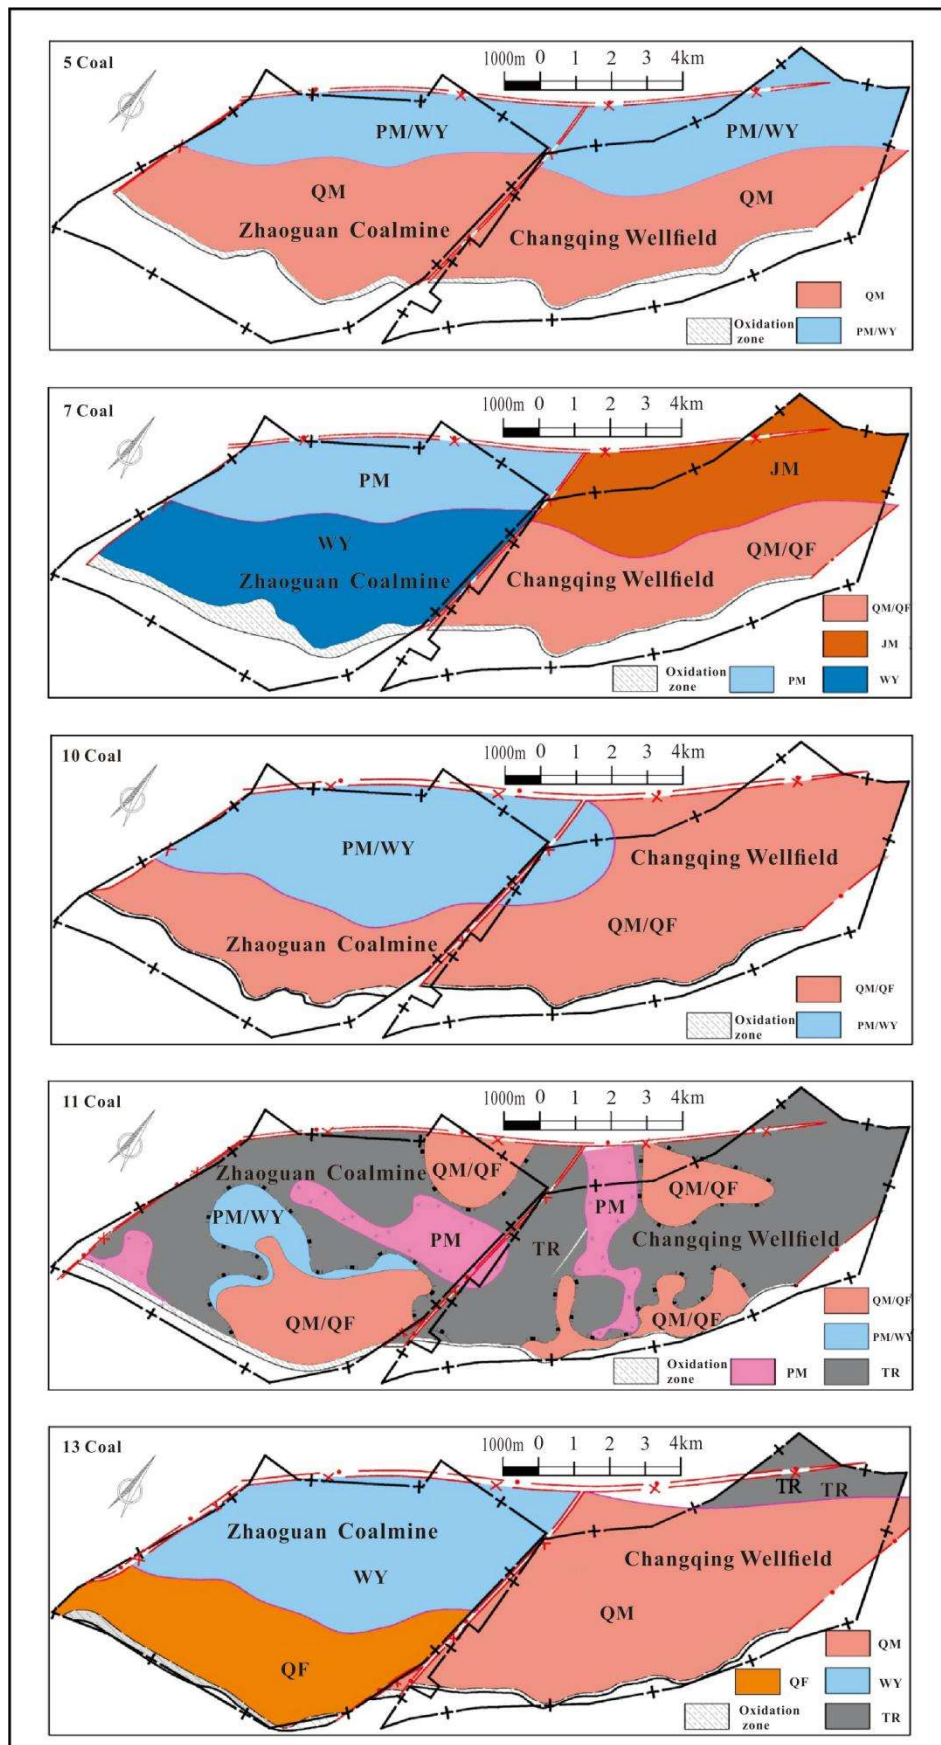 5 Coal
1000m 0 1 2 3 4km
PM/WY
PM/WY
QM
QM
Zhaoguan Coalmine
Changqing Wellfield
QM
Oxidation
zone
PM/WY
7 Coal
1000m 0 1 2 3 4km
PM
JM
WY
QM/QF
Zhaoguan Coalmine
Changqing Wellfield
QM/QF
JM
Oxidation
zone
PM
WY
10 Coal
1000m 0 1 2 3 4km
PM/WY
Changqing Wellfield
QM/QF
Zhaoguan Coalmine
QM/QF
Oxidation
zone
PM/WY
11 Coal
1000m 0 1 2 3 4km
Zhaoguan Coalmine
QM/QF
QM/QF
PM/WY
PM
PM
TR
Changqing Wellfield
QM/QF
QM/QF
QM/QF
PM/WY
Oxidation
zone
PM
TR
13 Coal
1000m 0 1 2 3 4km
TR
TR
Zhaoguan Coalmine
Changqing Wellfield
WY
QM
QF
QM
QF
WY
Oxidation
zone
TR